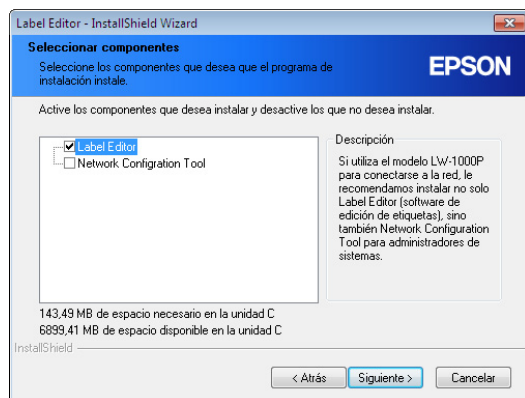 Label Editor - InstallShield Wizard
Seleccionar componentes
Seleccione los componentes que desea que el programa de
instalación instale.
EPSON
Active los componentes que desea instalar y desactive los que no desea instalar.
Label Editor
Network Configration Tool
Descripción
Si utiliza el modelo LW-1000P
para conectarse a la red, le
recomendamos instalar no solo
Label Editor (software de
edición de etiquetas), sino
también Network Configuration
Tool para administradores de
sistemas.
143,49 MB de espacio necesario en la unidad C
6899,41 MB de espacio disponible en la unidad C
InstallShield
< Atrás
Siguiente >
Cancelar